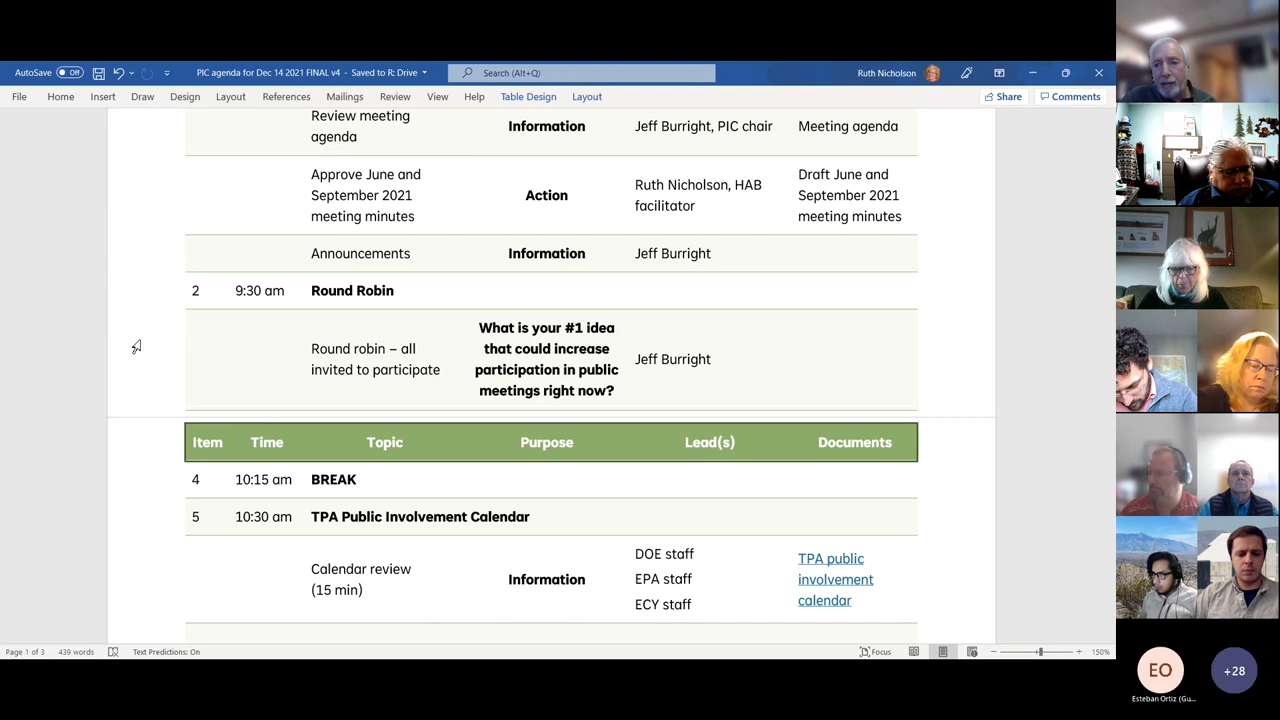 AutoSave Off
PIC agenda for Dec 14 2021 FINAL v4 - Saved to R: Drive
Search (Alt+Q)
Ruth Nicholson
File Home Insert Draw Design Layout References Mailings Review View Help Table Design Layout
Share Comments
Review meeting
agenda
Information
Jeff Burright, PIC chair
Meeting agenda
Approve June and
September 2021
meeting minutes
Action
Ruth Nicholson, HAB
facilitator
Draft June and
September 2021
meeting minutes
Announcements
Information
Jeff Burright
2 9:30 am Round Robin
Round robin – all
invited to participate
What is your #1 idea
that could increase
participation in public
meetings right now?
Jeff Burright
Item Time Topic Purpose Lead(s) Documents
4 10:15 am BREAK
5 10:30 am TPA Public Involvement Calendar
Calendar review
(15 min)
Information
DOE staff
EPA staff
ECY staff
TPA public
involvement
calendar
Page 1 of 3 439 words Text Predictions: On
Focus
150%
EO
Esteban Ortiz (Gu...
+28